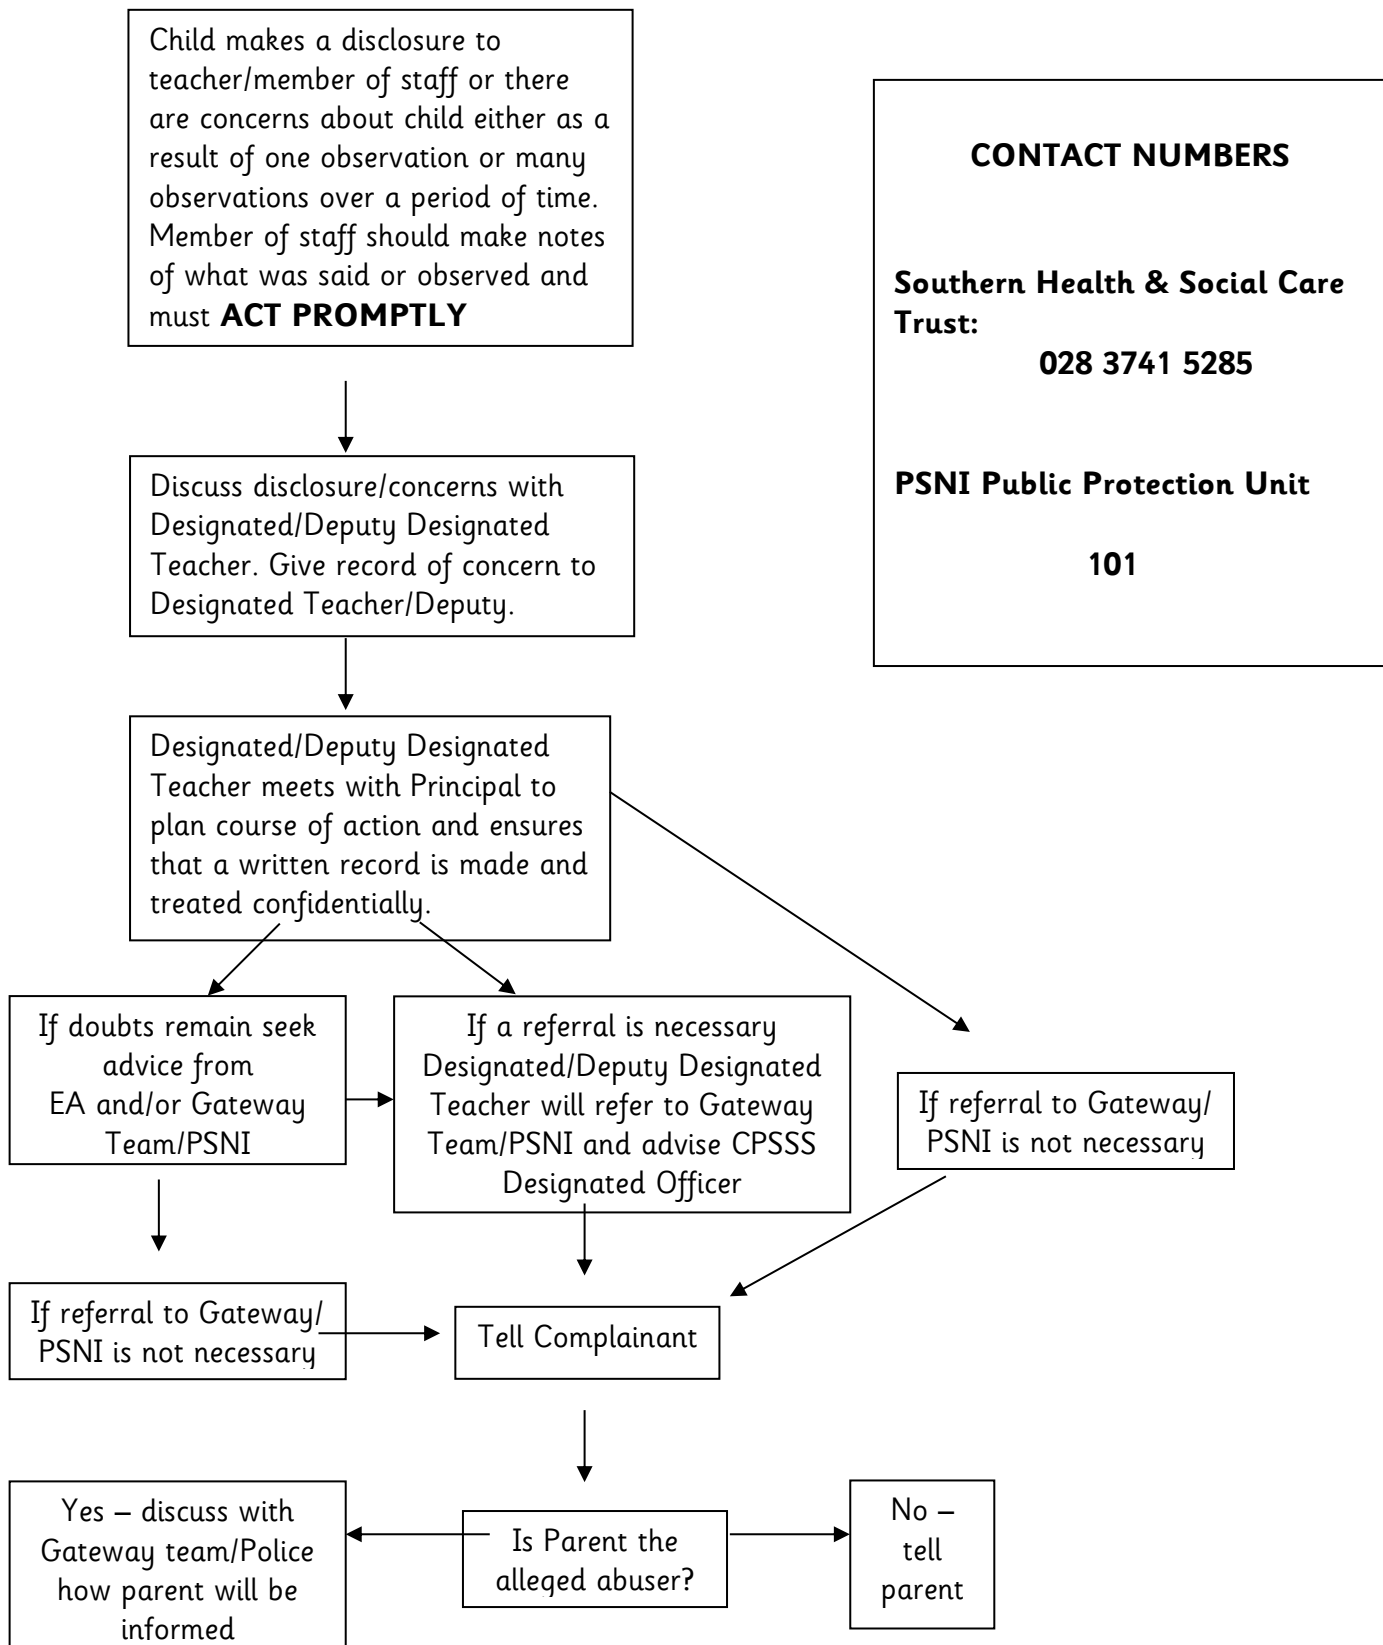 Child makes a disclosure to
teacher/member of staff or there
are concerns about child either as a
result of one observation or many
observations over a period of time.
Member of staff should make notes
of what was said or observed and
must ACT PROMPTLY
CONTACT NUMBERS
Southern Health & Social Care
Trust:
028 3741 5285
PSNI Public Protection Unit
101
Discuss disclosure/concerns with
Designated/Deputy Designated
Teacher. Give record of concern to
Designated Teacher/Deputy.
Designated/Deputy Designated
Teacher meets with Principal to
plan course of action and ensures
that a written record is made and
treated confidentially.
If doubts remain seek
advice from
EA and/or Gateway
Team/PSNI
If a referral is necessary
Designated/Deputy Designated
Teacher will refer to Gateway
Team/PSNI and advise CPSSS
Designated Officer
If referral to Gateway/
PSNI is not necessary
If referral to Gateway/
PSNI is not necessary
Tell Complainant
Yes – discuss with
Gateway team/Police
how parent will be
informed
Is Parent the
alleged abuser?
No –
tell
parent